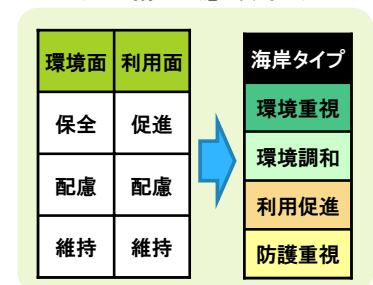 環境面 利用面
保全 促進
配慮 配慮
維持 維持
海岸タイプ
環境重視
環境調和
利用促進
防護重視